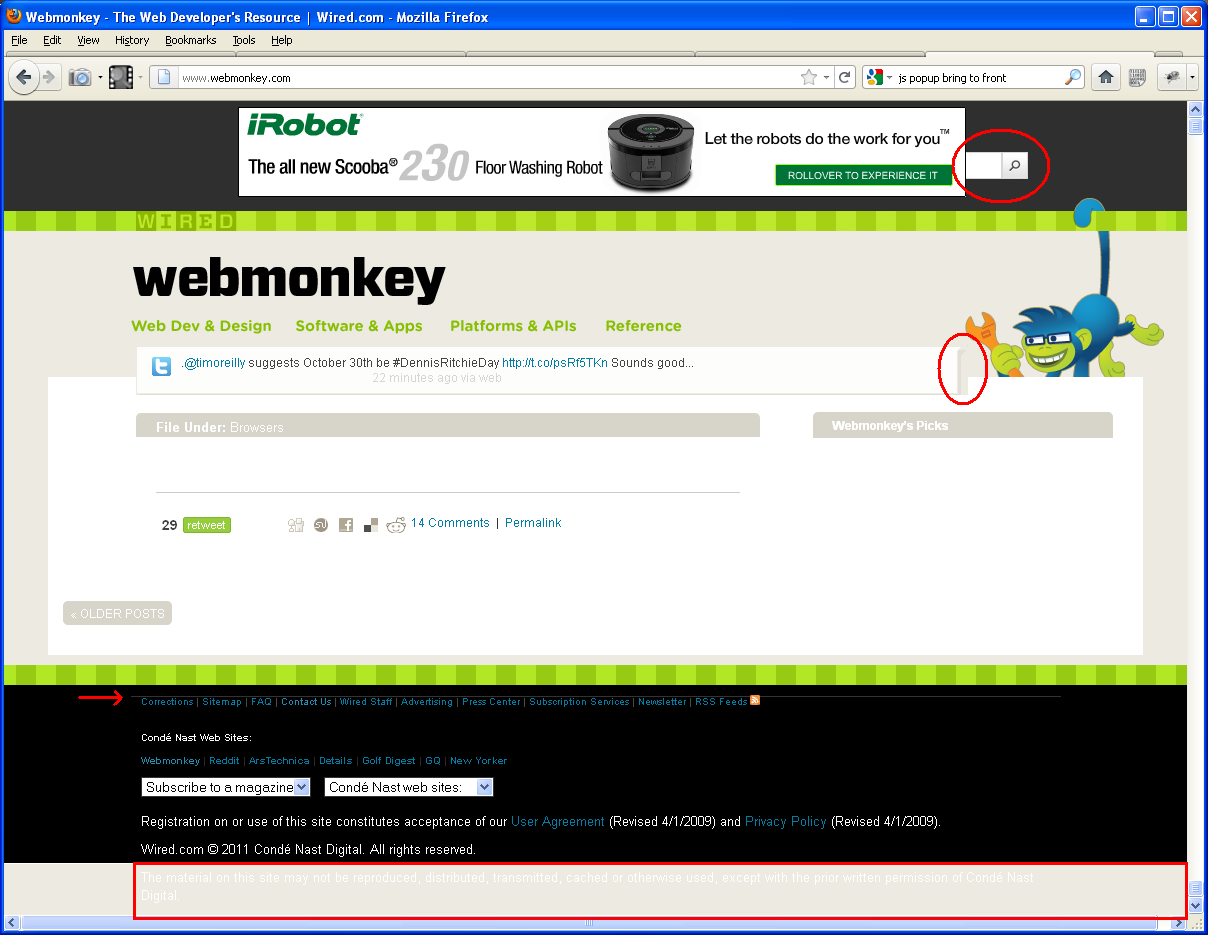 Webmonkey - The Web Developer's Resource | Wired.com - Mozilla Firefox
File Edit View History Bookmarks Tools Help
www.webmonkey.com
js popup bring to front
iRobot®
The all new Scooba® 230 Floor Washing Robot
Let the robots do the work for you™
ROLLOVER TO EXPERIENCE IT
WIRED
webmonkey
Web Dev & Design Software & Apps Platforms & APIs Reference
.@timoreilly suggests October 30th be #DennisRitchieDay http://t.co/psRf5TKn Sounds good...
22 minutes ago via web
File Under: Browsers
Webmonkey's Picks
29 retweet
14 Comments | Permalink
« OLDER POSTS
Corrections | Sitemap | FAQ | Contact Us | Wired Staff | Advertising | Press Center | Subscription Services | Newsletter | RSS Feeds
Condé Nast Web Sites:
Webmonkey | Reddit | ArsTechnica | Details | Golf Digest | GQ | New Yorker
Subscribe to a magazine Condé Nast web sites:
Registration on or use of this site constitutes acceptance of our User Agreement (Revised 4/1/2009) and Privacy Policy (Revised 4/1/2009).
Wired.com © 2011 Condé Nast Digital. All rights reserved.
The material on this site may not be reproduced, distributed, transmitted, cached or otherwise used, except with the prior written permission of Condé Nast
Digital